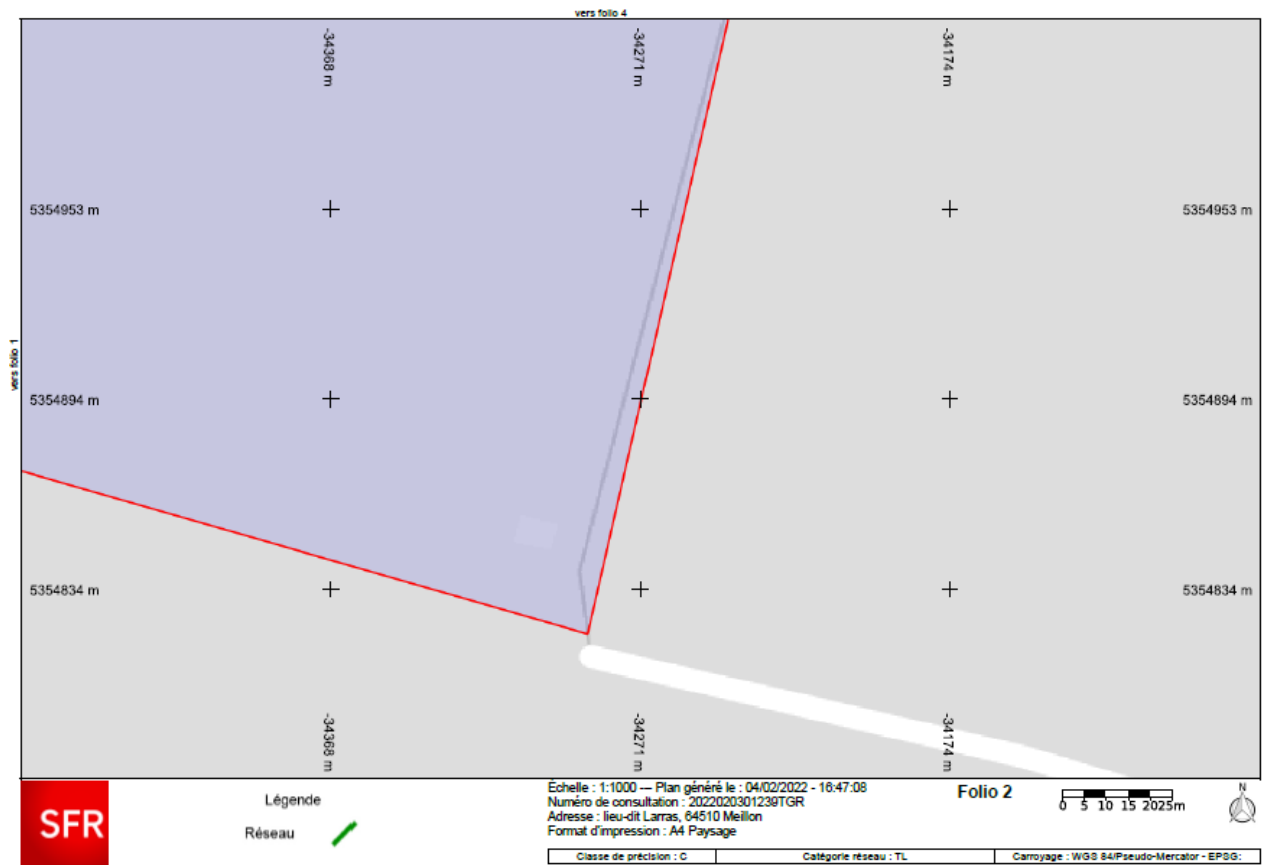 vers folio 4
-34368 m
-34271 m
-34174 m
5354953 m
5354953 m
vers folio 1
5354894 m
5354894 m
5354834 m
5354834 m
-34368 m
-34271 m
-34174 m
SFR
Légende
Réseau
Échelle : 1:1000 --- Plan généré le : 04/02/2022 - 16:47:08
Numéro de consultation : 2022020301239TGR
Adresse : lieu-dit Larras, 64510 Meillon
Format d'impression : A4 Paysage
Folio 2
0 5 10 15 2025m
N
Classe de précision : C
Catégorie réseau : TL
Carroyage : WGS 84/Pseudo-Mercator - EPSG: